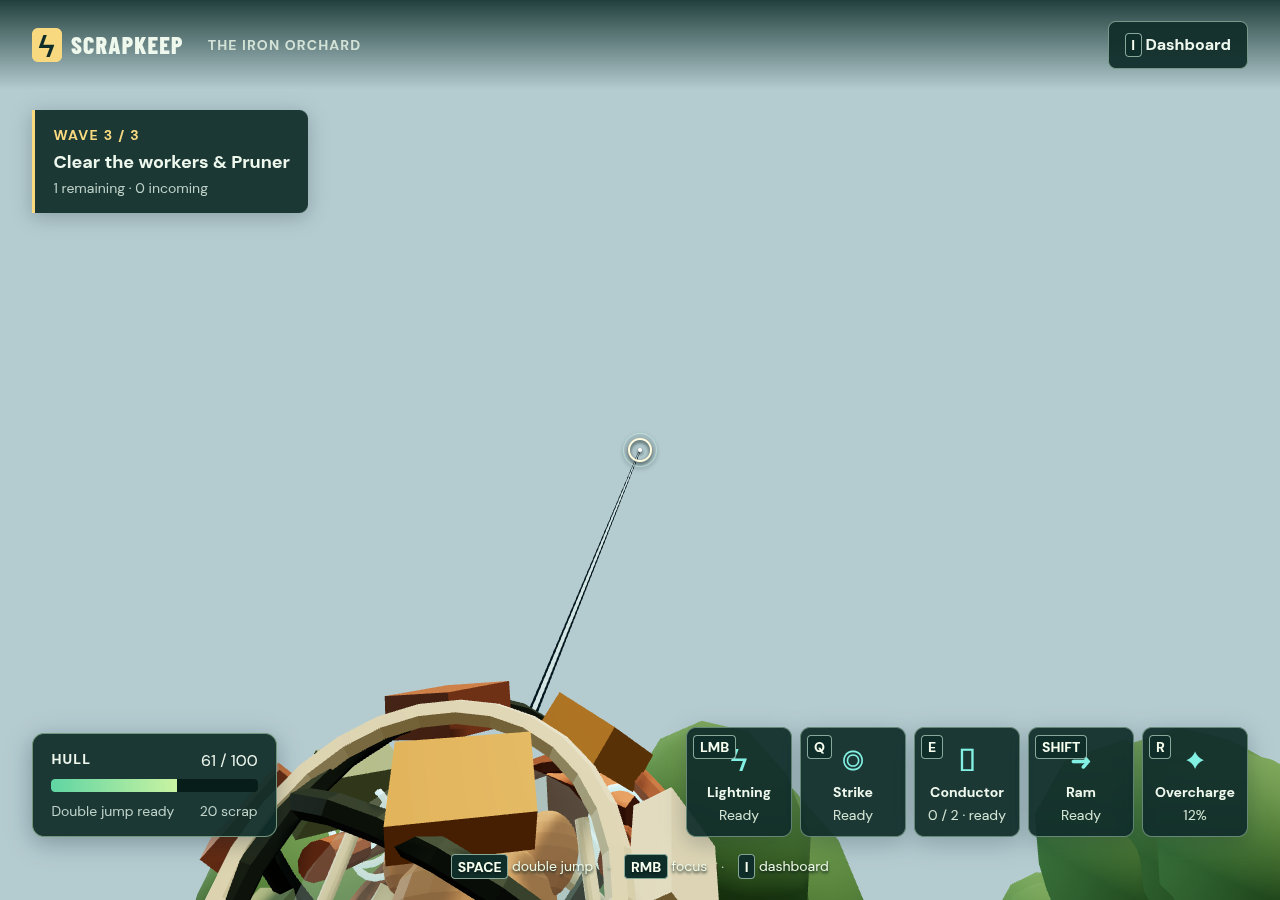 SCRAPKEEP THE IRON ORCHARD
I Dashboard
WAVE 3 / 3
Clear the workers & Pruner
1 remaining · 0 incoming
HULL 61 / 100
Double jump ready 20 scrap
LMB Lightning Ready
Q Strike Ready
E Conductor 0 / 2 · ready
SHIFT Ram Ready
R Overcharge 12%
SPACE double jump · RMB focus · I dashboard